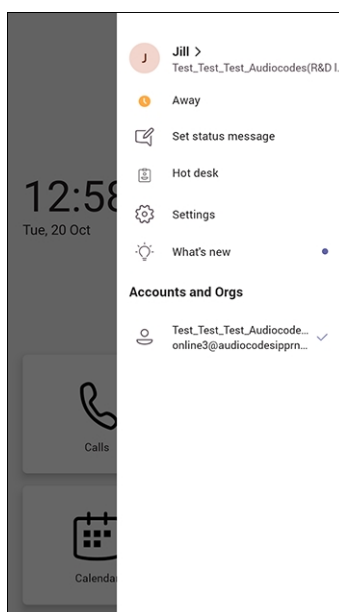 J
Jill >
Test_Test_Test_Audiocodes(R&D I.
Away
Set status message
Hot desk
Settings
What's new
Accounts and Orgs
Test_Test_Test_Audiocode...
online3@audiocodesipprn...
12:58
Tue, 20 Oct
Calls
Calendar